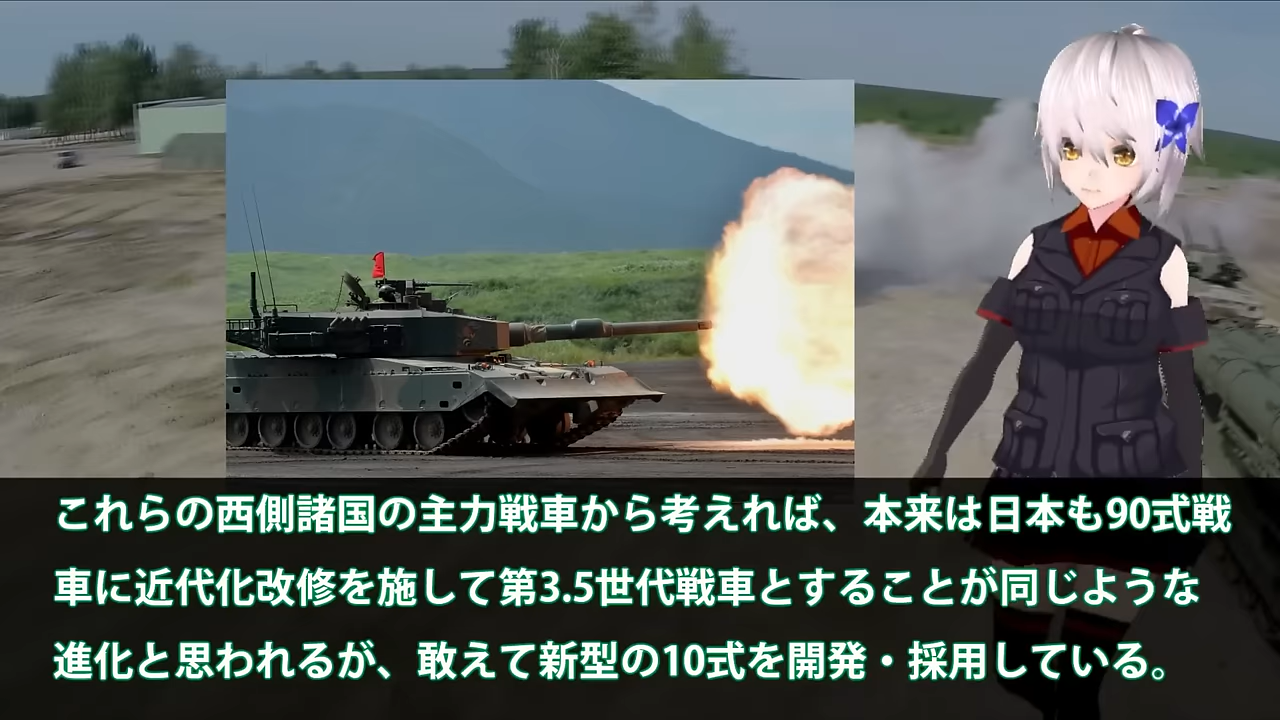 これらの西側諸国の主力戦車から考えれば、本来は日本も90式戦
車に近代化改修を施して第3.5世代戦車とすることが同じような
進化と思われるが、敢えて新型の10式を開発・採用している。